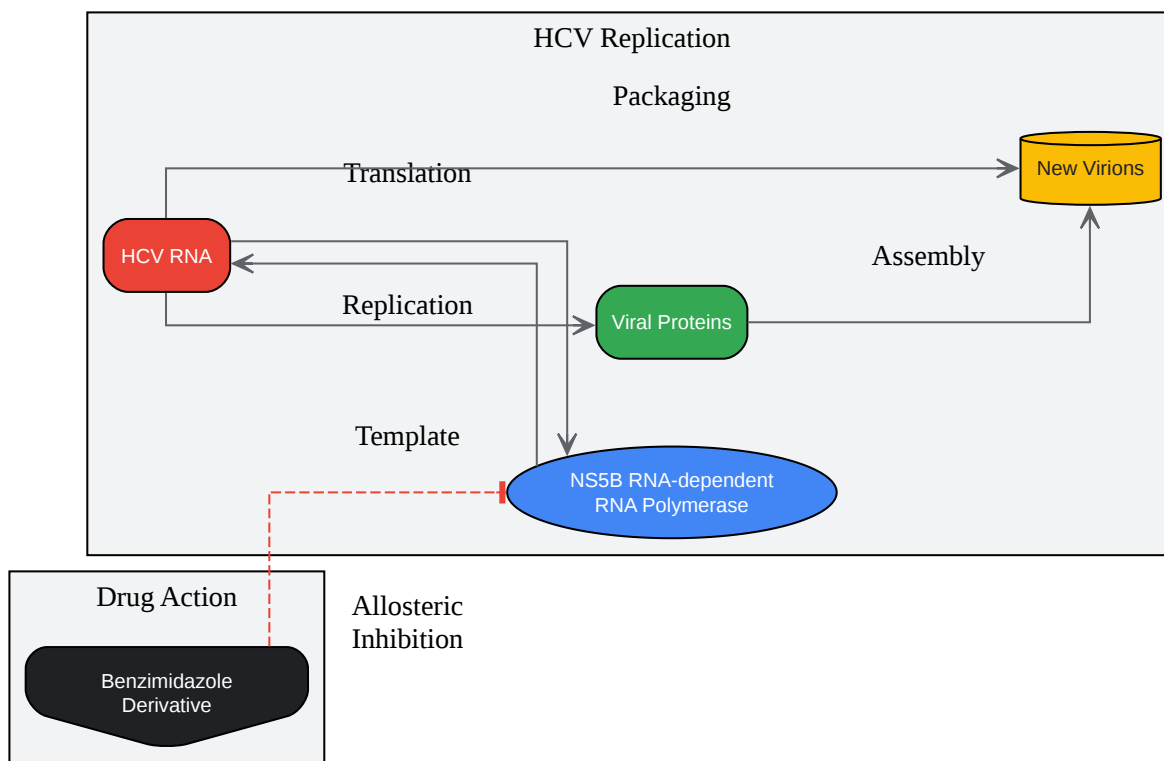 HCV Replication
Packaging
Translation
New Virions
HCV RNA
Assembly
Replication
Viral Proteins
Template
NS5B RNA-dependent
RNA Polymerase
Drug Action
Allosteric
Inhibition
Benzimidazole
Derivative